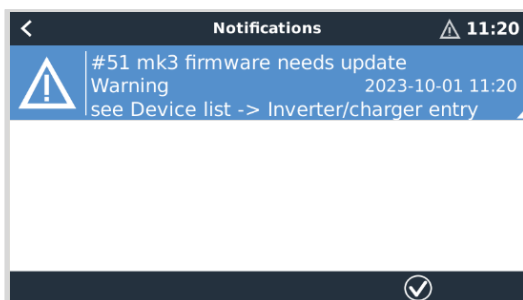 Notifications
11:20
#51 mk3 firmware needs update
Warning
2023-10-01 11:20
see Device list -> Inverter/charger entry